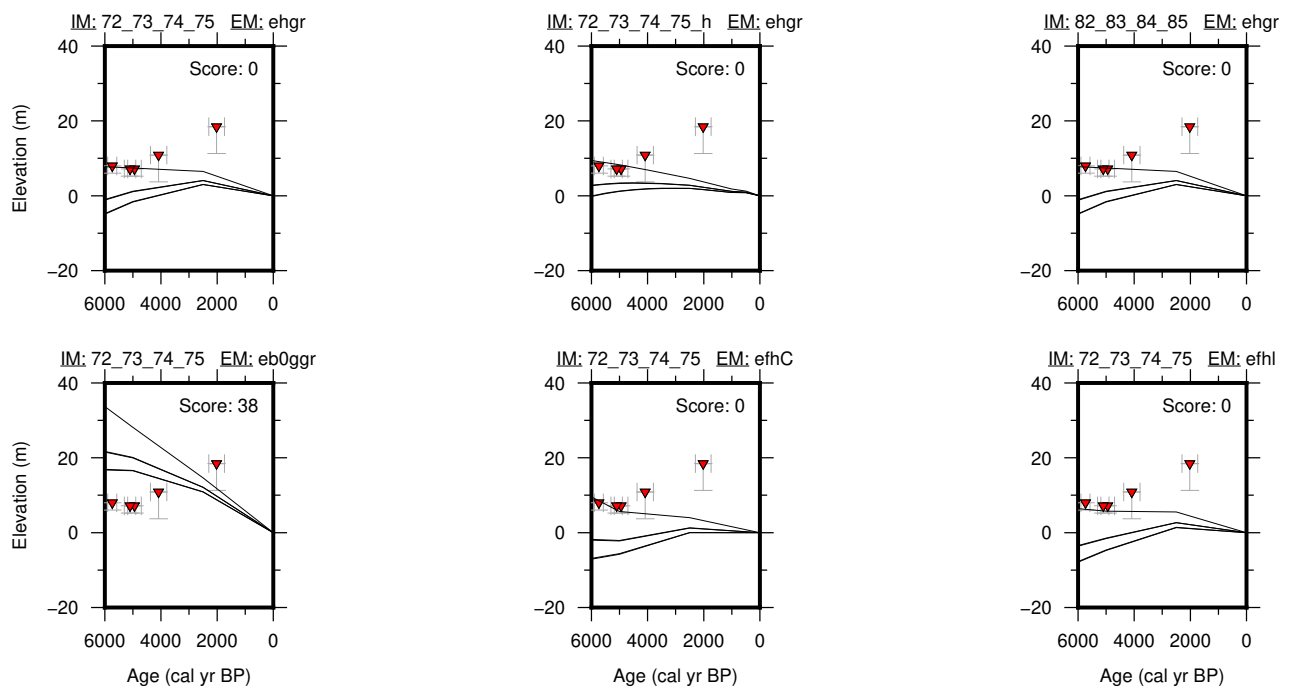 IM: 72_73_74_75 EM: ehgr
IM: 72_73_74_75_h EM: ehgr
IM: 82_83_84_85 EM: ehgr
40
20
0
−20
Elevation (m)
Score: 0
6000 4000 2000 0
40
20
0
−20
Score: 0
6000 4000 2000 0
40
20
0
−20
Score: 0
6000 4000 2000 0
IM: 72_73_74_75 EM: eb0ggr
IM: 72_73_74_75 EM: efhC
IM: 72_73_74_75 EM: efhl
40
20
0
−20
Elevation (m)
Score: 38
6000 4000 2000 0
Age (cal yr BP)
40
20
0
−20
Score: 0
6000 4000 2000 0
Age (cal yr BP)
40
20
0
−20
Score: 0
6000 4000 2000 0
Age (cal yr BP)